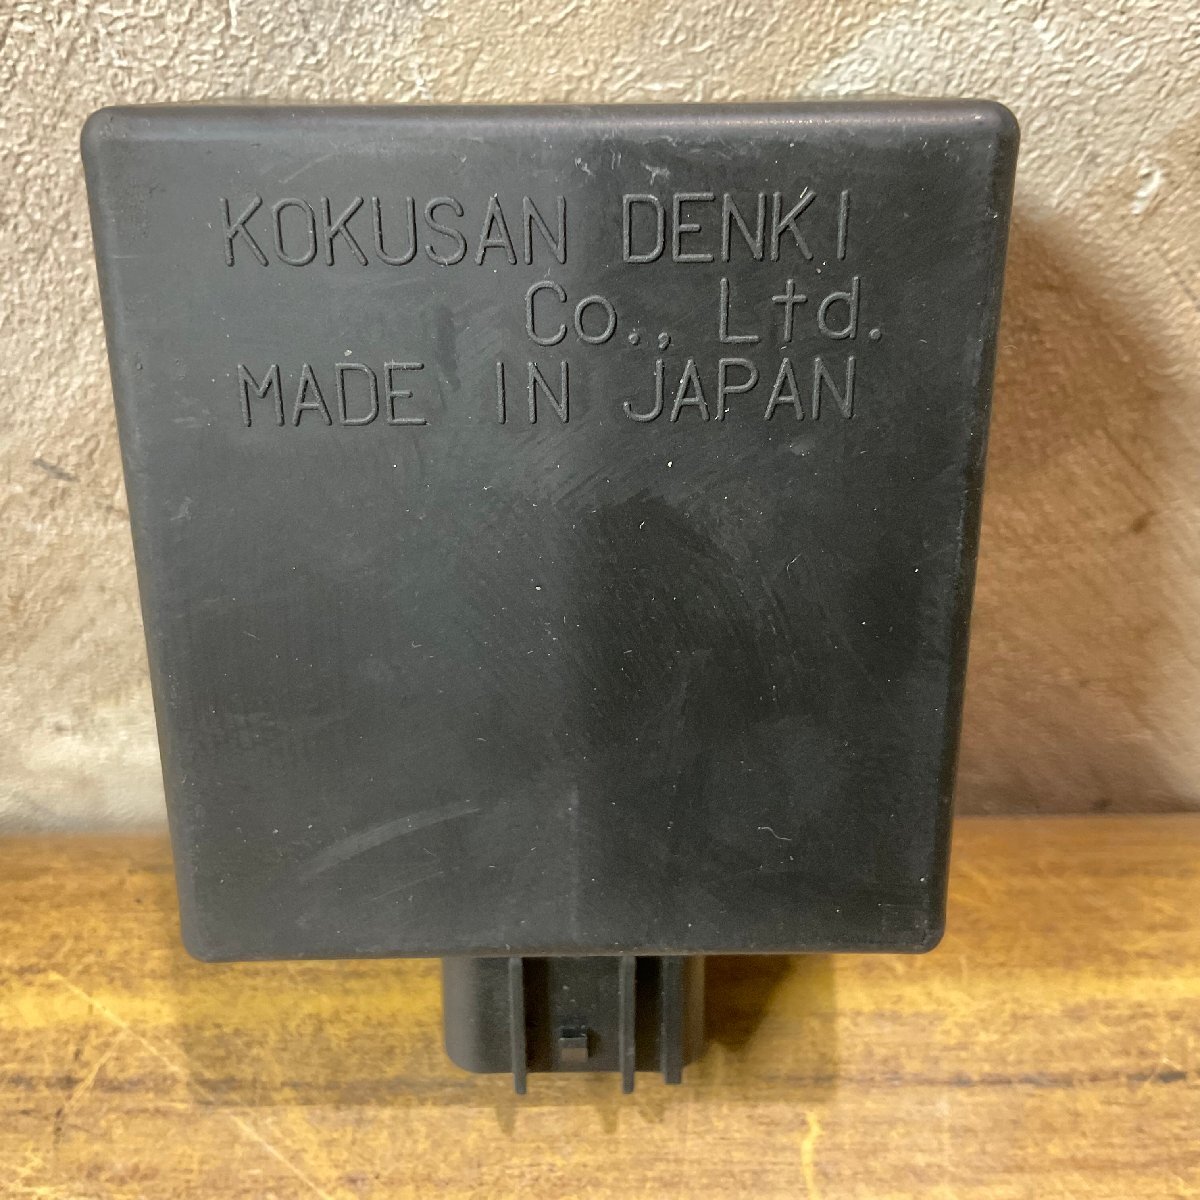 KOKUSAN DENKI
Co., Ltd.
MADE IN JAPAN